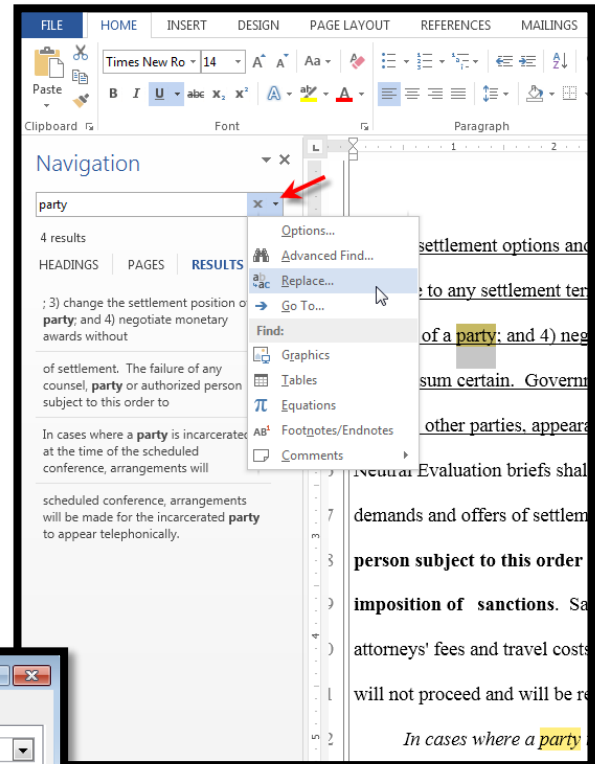 FILE HOME INSERT DESIGN PAGE LAYOUT REFERENCES MAILINGS
Times New Ro 14 A A Aa
Paste B I U abc X₂ X² A ab A
Clipboard Font Paragraph
1 2
Navigation
party
4 results
HEADINGS PAGES RESULTS
; 3) change the settlement position o
party; and 4) negotiate monetary
awards without
of settlement. The failure of any
counsel, party or authorized person
subject to this order to
In cases where a party is incarcerated
at the time of the scheduled
conference, arrangements will
scheduled conference, arrangements
will be made for the incarcerated party
to appear telephonically.
Options...
Advanced Find...
Replace...
Go To...
Find:
Graphics
Tables
Equations
Footnotes/Endnotes
Comments
settlement options and
to any settlement ter
of a party; and 4) neg
sum certain. Governm
other parties, appeara
Neutral Evaluation briefs shal
7 demands and offers of settlem
person subject to this order
imposition of sanctions. Sa
attorneys' fees and travel costs
will not proceed and will be re
2 In cases where a party